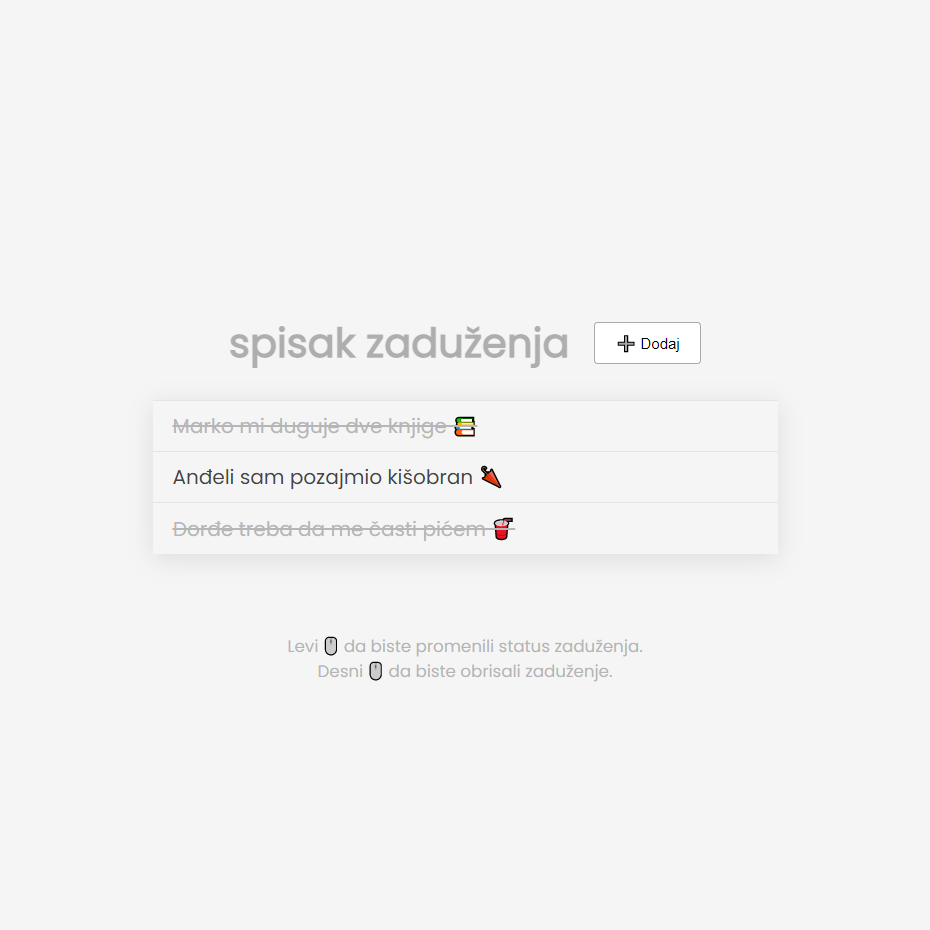 spisak zaduženja
➕ Dodaj
Marko mi duguje dve knjige 📚
Anđeli sam pozajmio kišobran 🌂
Đorđe treba da me časti pićem 🥤
Levi 🖱 da biste promenili status zaduženja.
Desni 🖱 da biste obrisali zaduženje.